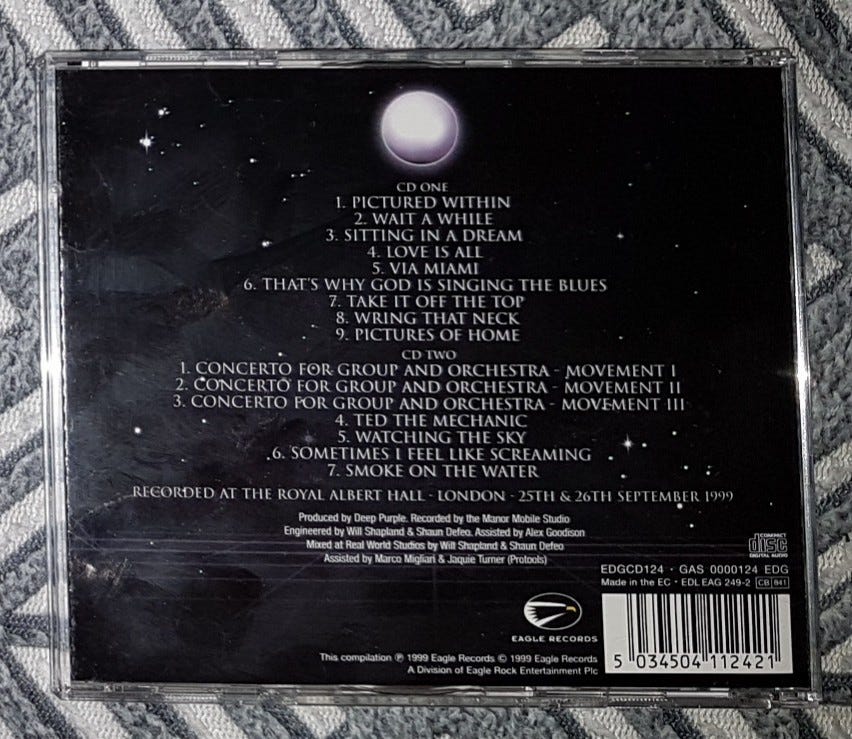 CD ONE
1. PICTURED WITHIN
2. WAIT A WHILE
3. SITTING IN A DREAM
4. LOVE IS ALL
5. VIA MIAMI
6. THAT'S WHY GOD IS SINGING THE BLUES
7. TAKE IT OFF THE TOP
8. WRING THAT NECK
9. PICTURES OF HOME
CD TWO
1. CONCERTO FOR GROUP AND ORCHESTRA - MOVEMENT I
2. CONCERTO FOR GROUP AND ORCHESTRA - MOVEMENT II
3. CONCERTO FOR GROUP AND ORCHESTRA - MOVEMENT III
4. TED THE MECHANIC
5. WATCHING THE SKY
6. SOMETIMES I FEEL LIKE SCREAMING
7. SMOKE ON THE WATER
RECORDED AT THE ROYAL ALBERT HALL - LONDON - 25TH & 26TH SEPTEMBER 1999
Produced by Deep Purple. Recorded by the Manor Mobile Studio
Engineered by Will Shapland & Shaun Defeo. Assisted by Alex Goodison
Mixed at Real World Studios by Will Shapland & Shaun Defeo
Assisted by Marco Migliari & Jaquie Turner (Protools)
COMPACT
disc
DIGITAL AUDIO
EDGCD124 · GAS 0000124 EDG
Made in the EC · EDL EAG 249-2 CB 841
EAGLE RECORDS
This compilation ℗ 1999 Eagle Records © 1999 Eagle Records
A Division of Eagle Rock Entertainment Plc
5 034504 112421